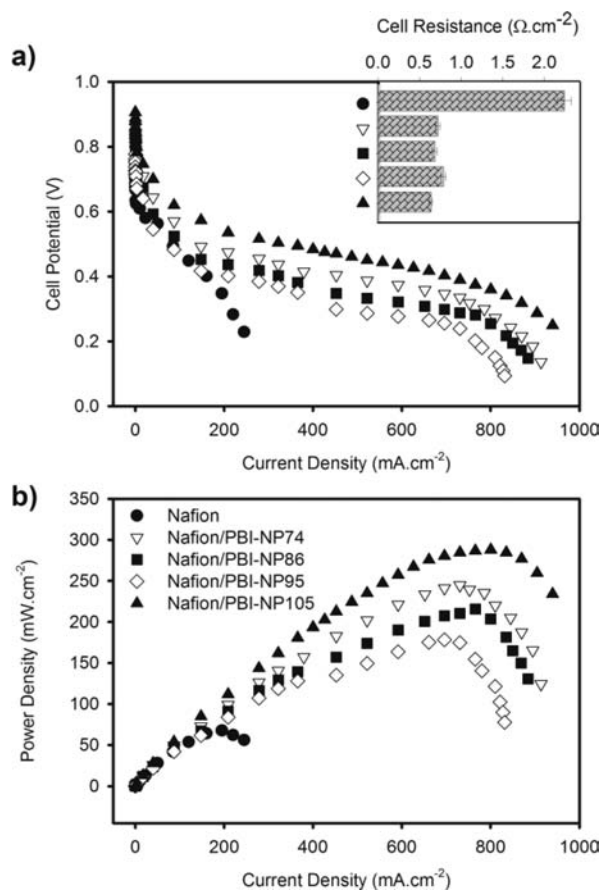 Cell Resistance (Ω.cm-2)
0.0 0.5 1.0 1.5 2.0
a)
1.0
0.8
0.6
0.4
0.2
0.0
Cell Potential (V)
0 200 400 600 800 1000
Current Density (mA.cm-2)
b)
350
300
250
200
150
100
50
0
Power Density (mW.cm-2)
Nafion
Nafion/PBI-NP74
Nafion/PBI-NP86
Nafion/PBI-NP95
Nafion/PBI-NP105
0 200 400 600 800 1000
Current Density (mA.cm-2)